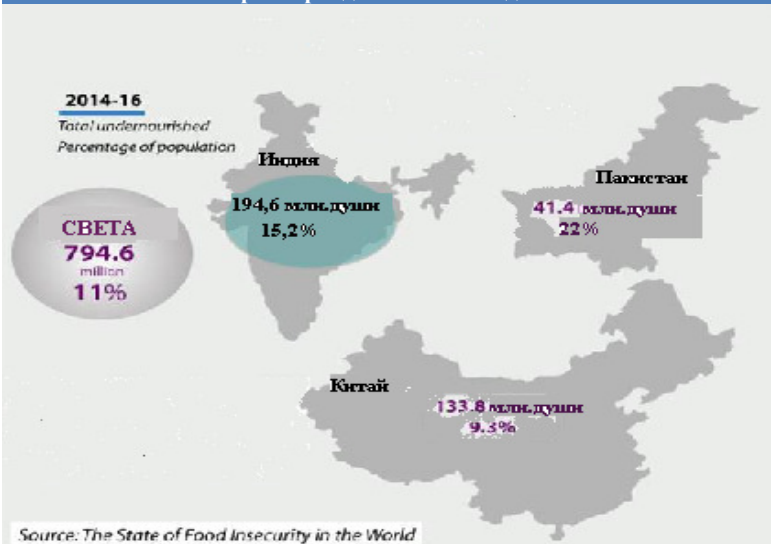 2014-16
Total undernourished
Percentage of population
Индия
194,6 млн.души
15,2%
Пакистан
41.4 млн.души
22%
СВЕТА
794.6
million
11%
Китай
133.8 млн.души
9.3%
Source: The State of Food Insecurity in the World